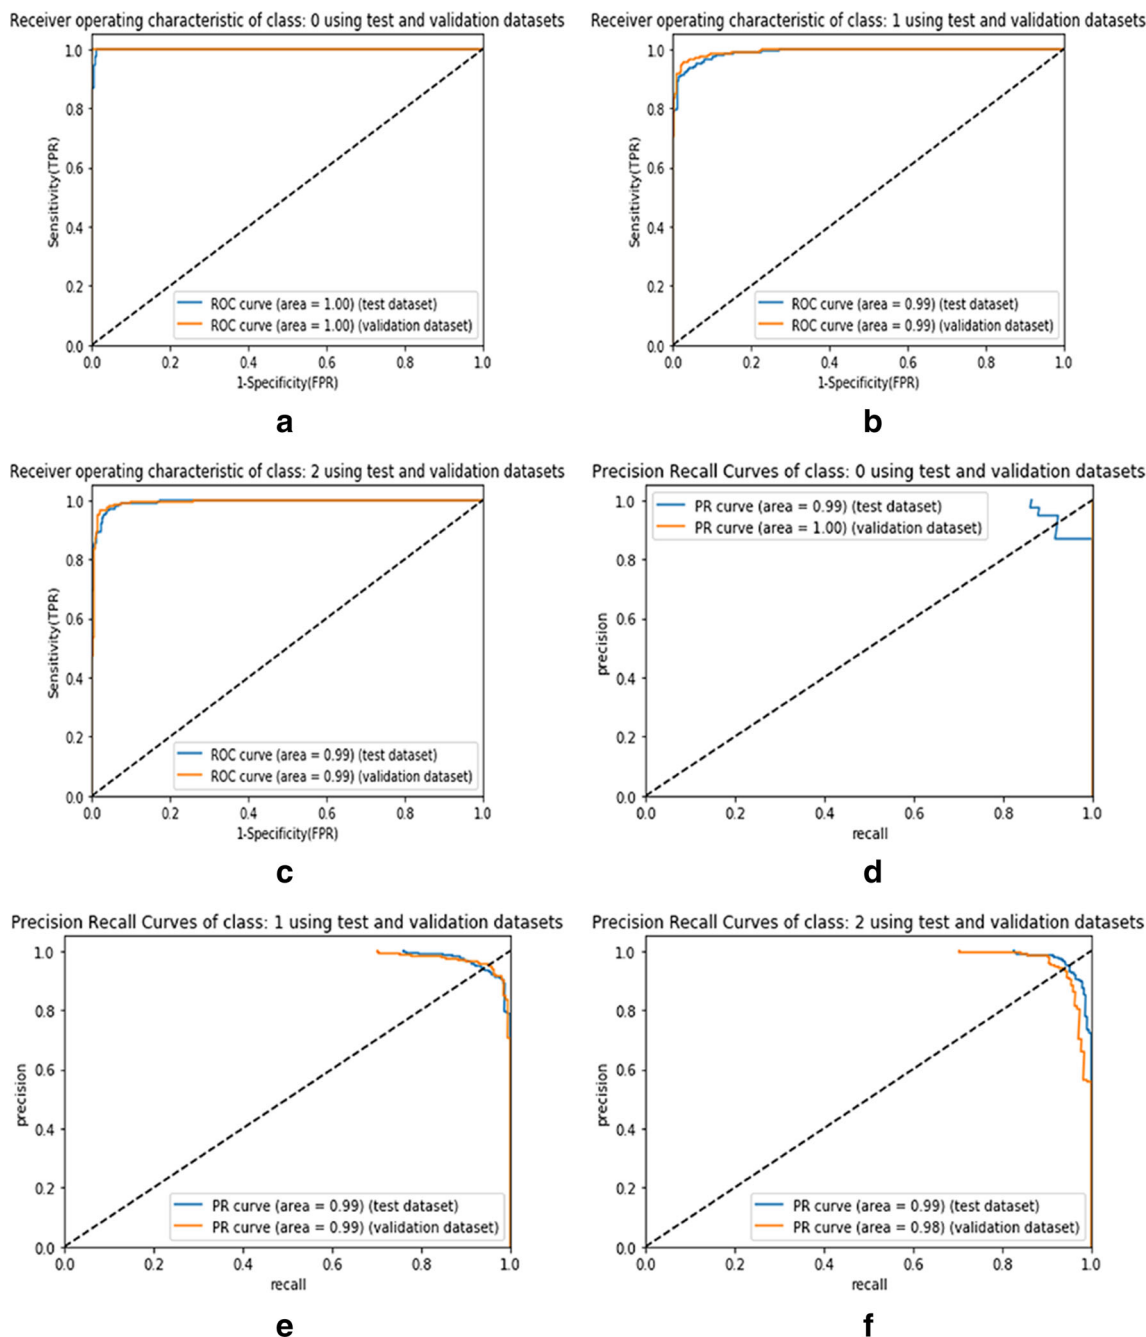 Receiver operating characteristic of class: 0 using test and validation datasets
1.0
0.8
0.6
0.4
0.2
0.0
Sensitivity(TPR)
ROC curve (area = 1.00) (test dataset)
ROC curve (area = 1.00) (validation dataset)
0.0 0.2 0.4 0.6 0.8 1.0
1-Specificity(FPR)
a
Receiver operating characteristic of class: 1 using test and validation datasets
1.0
0.8
0.6
0.4
0.2
0.0
Sensitivity(TPR)
ROC curve (area = 0.99) (test dataset)
ROC curve (area = 0.99) (validation dataset)
0.0 0.2 0.4 0.6 0.8 1.0
1-Specificity(FPR)
b
Receiver operating characteristic of class: 2 using test and validation datasets
1.0
0.8
0.6
0.4
0.2
0.0
Sensitivity(TPR)
ROC curve (area = 0.99) (test dataset)
ROC curve (area = 0.99) (validation dataset)
0.0 0.2 0.4 0.6 0.8 1.0
1-Specificity(FPR)
c
Precision Recall Curves of class: 0 using test and validation datasets
1.0
0.8
0.6
0.4
0.2
0.0
precision
PR curve (area = 0.99) (test dataset)
PR curve (area = 1.00) (validation dataset)
0.0 0.2 0.4 0.6 0.8 1.0
recall
d
Precision Recall Curves of class: 1 using test and validation datasets
1.0
0.8
0.6
0.4
0.2
0.0
precision
PR curve (area = 0.99) (test dataset)
PR curve (area = 0.99) (validation dataset)
0.0 0.2 0.4 0.6 0.8 1.0
recall
e
Precision Recall Curves of class: 2 using test and validation datasets
1.0
0.8
0.6
0.4
0.2
0.0
precision
PR curve (area = 0.99) (test dataset)
PR curve (area = 0.98) (validation dataset)
0.0 0.2 0.4 0.6 0.8 1.0
recall
f